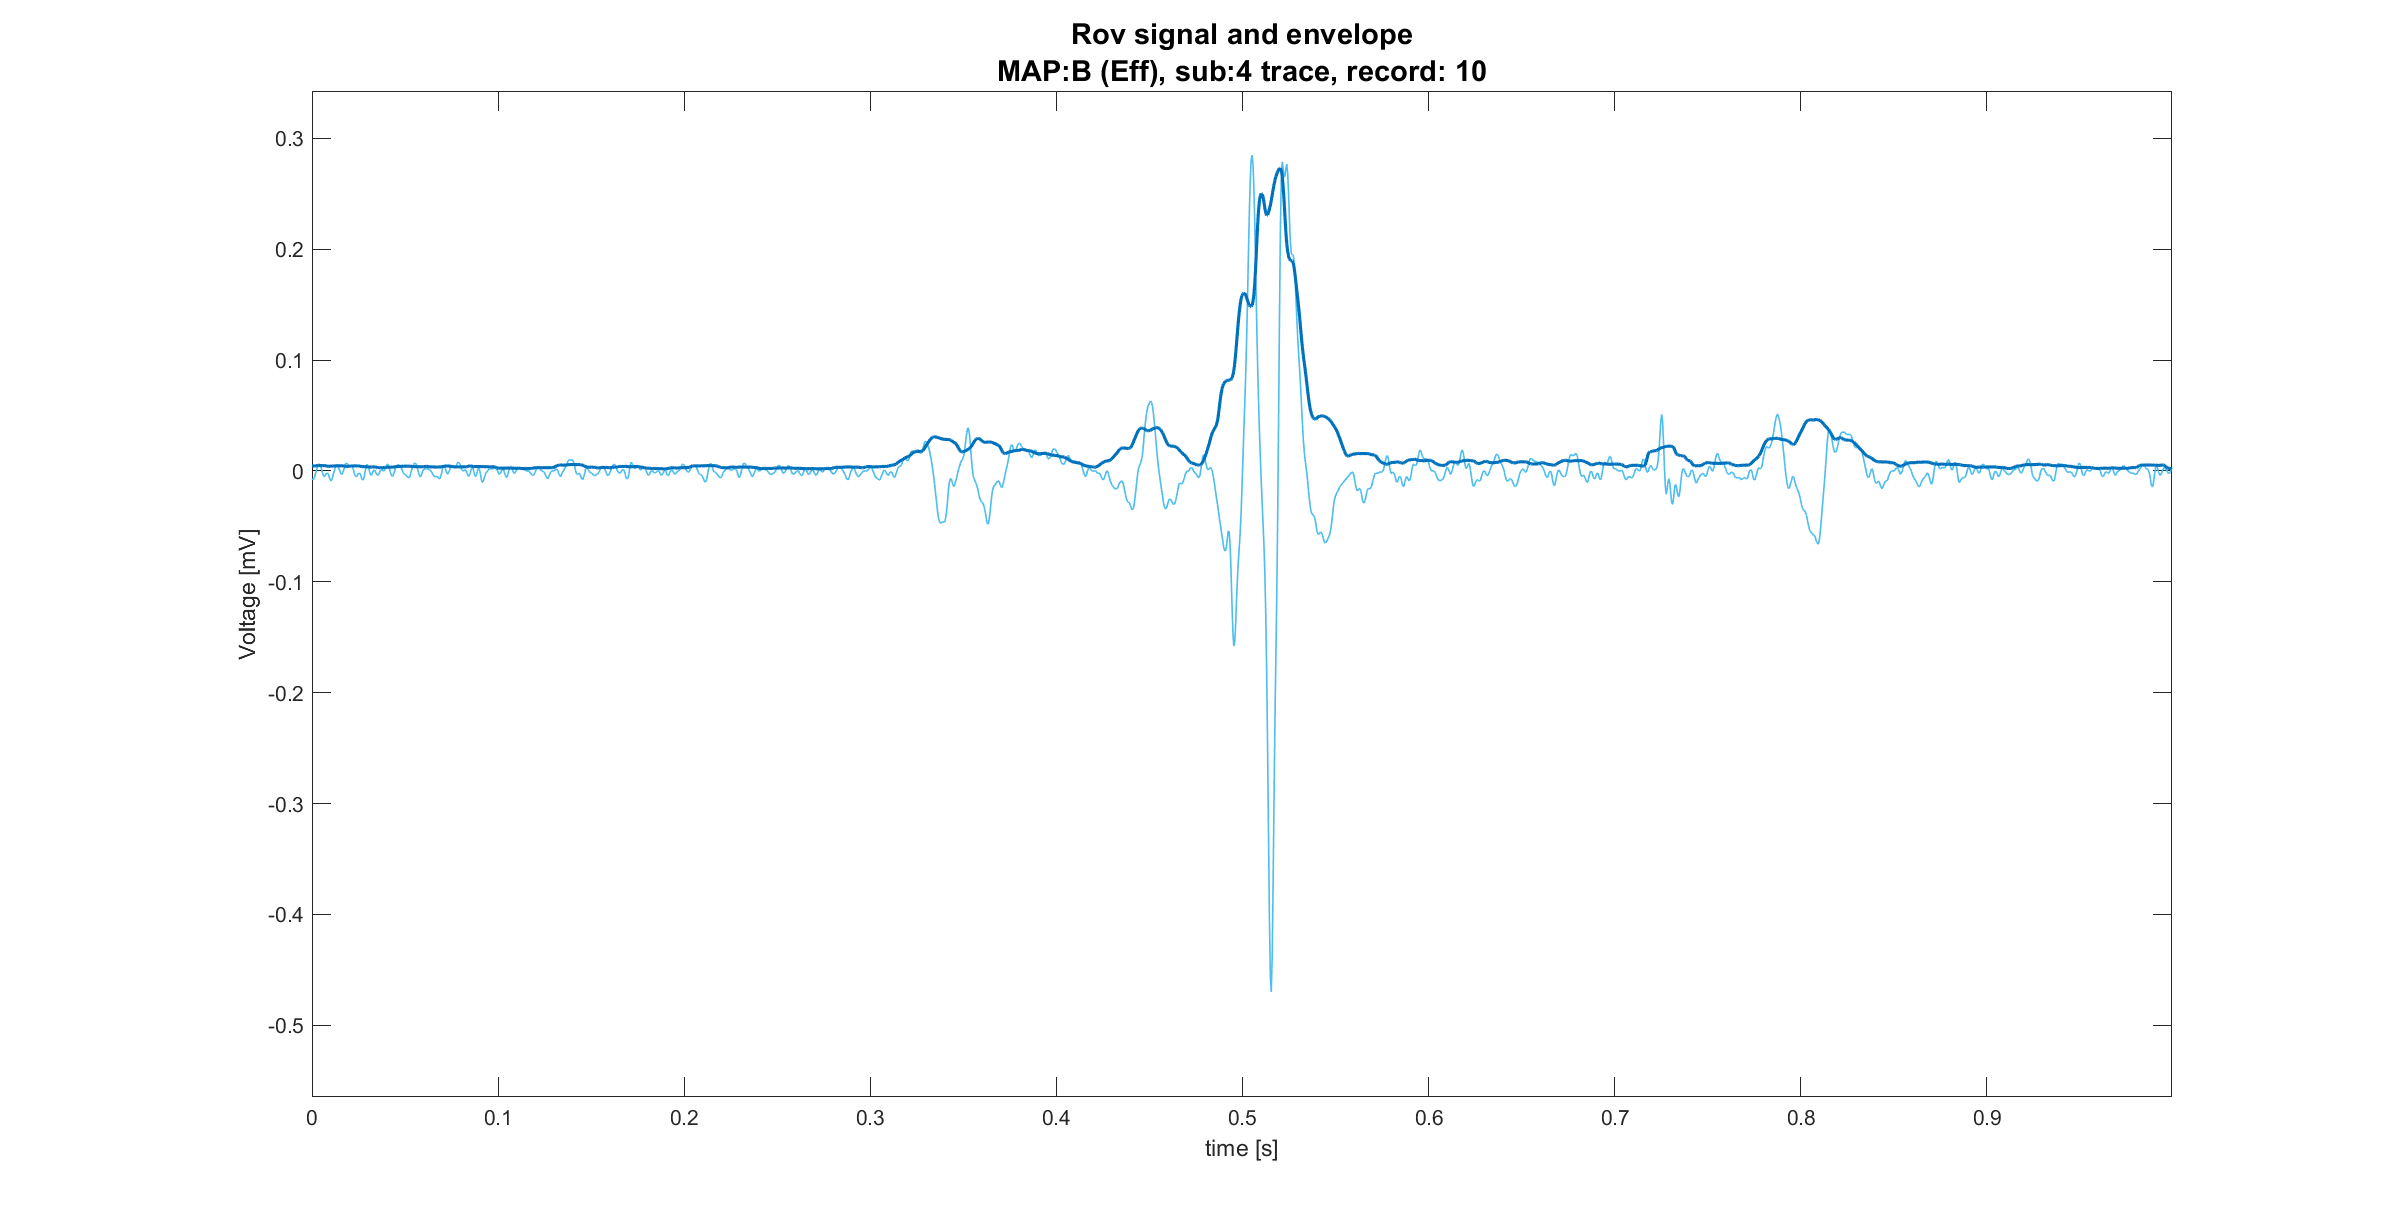 Rov signal and envelope
MAP:B (Eff), sub:4 trace, record: 10
0.3
0.2
0.1
0
-0.1
-0.2
-0.3
-0.4
-0.5
Voltage [mV]
0 0.1 0.2 0.3 0.4 0.5 0.6 0.7 0.8 0.9
time [s]